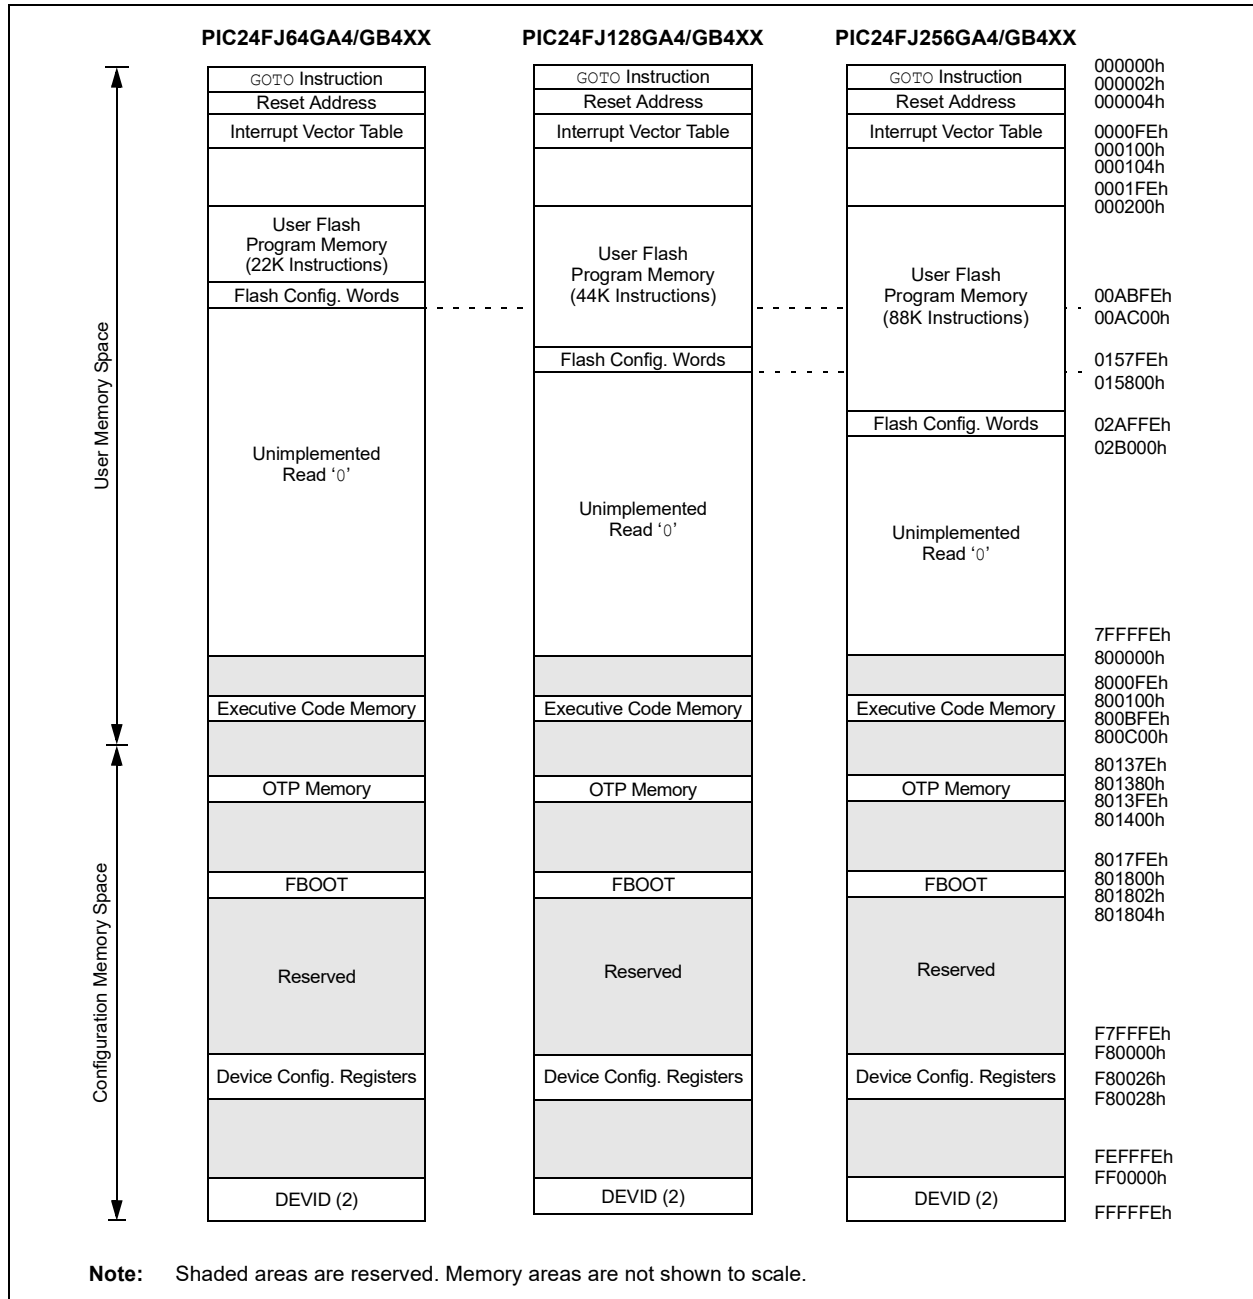 PIC24FJ64GA4/GB4XX
PIC24FJ128GA4/GB4XX
PIC24FJ256GA4/GB4XX
User Memory Space
Configuration Memory Space
GOTO Instruction
Reset Address
Interrupt Vector Table
User Flash
Program Memory
(22K Instructions)
Flash Config. Words
Unimplemented
Read ‘0’
Executive Code Memory
OTP Memory
FBOOT
Reserved
Device Config. Registers
DEVID (2)
GOTO Instruction
Reset Address
Interrupt Vector Table
User Flash
Program Memory
(44K Instructions)
Flash Config. Words
Unimplemented
Read ‘0’
Executive Code Memory
OTP Memory
FBOOT
Reserved
Device Config. Registers
DEVID (2)
GOTO Instruction
Reset Address
Interrupt Vector Table
User Flash
Program Memory
(88K Instructions)
Flash Config. Words
Unimplemented
Read ‘0’
Executive Code Memory
OTP Memory
FBOOT
Reserved
Device Config. Registers
DEVID (2)
000000h
000002h
000004h
0000FEh
000100h
000104h
0001FEh
000200h
00ABFEh
00AC00h
0157FEh
015800h
02AFFEh
02B000h
7FFFFEh
800000h
8000FEh
800100h
800BFEh
800C00h
80137Eh
801380h
8013FEh
801400h
8017FEh
801800h
801802h
801804h
F7FFFEh
F80000h
F80026h
F80028h
FEFFFEh
FF0000h
FFFFFEh
Note: Shaded areas are reserved. Memory areas are not shown to scale.